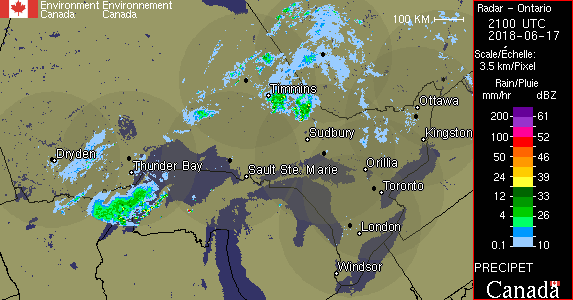 Environment Environnement
Canada Canada
100 KM
Timmins
Ottawa
Sudbury
Kingston
Dryden
Thunder Bay
Sault Ste. Marie
Orillia
Toronto
London
Windsor
Radar - Ontario
2100 UTC
2018-06-17
Scale/Échelle:
3.5 km/Pixel
Rain/Pluie
mm/hr dBZ
200 61
100 52
50 46
24 39
12 33
4 26
0.1 10
PRECIPET
Canada